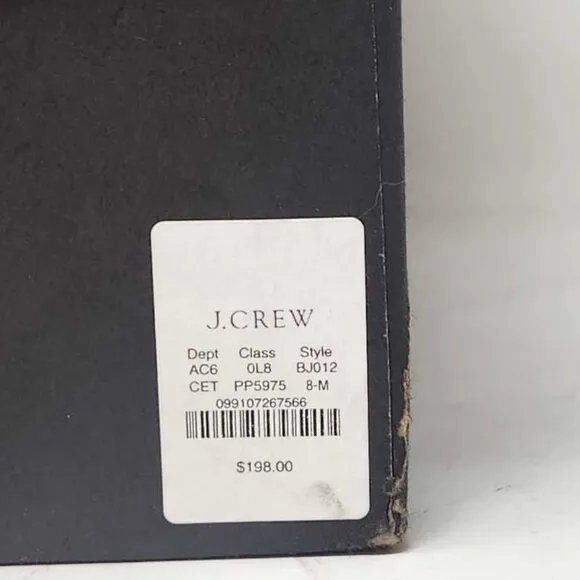 J.CREW
Dept Class Style
AC6 0L8 BJ012
CET PP5975 8-M
099107267566
$198.00